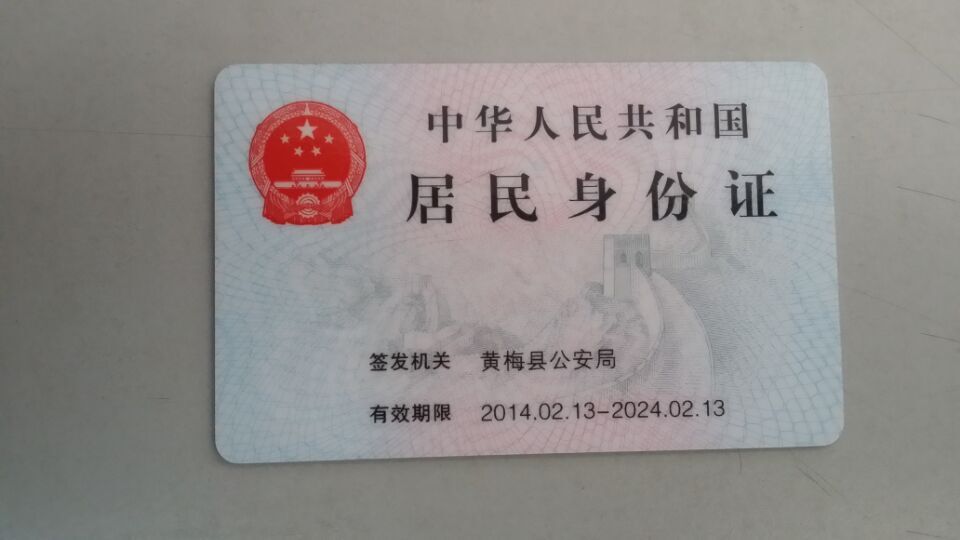 中华人民共和国
居民身份证
签发机关 黄梅县公安局
有效期限 2014.02.13-2024.02.13